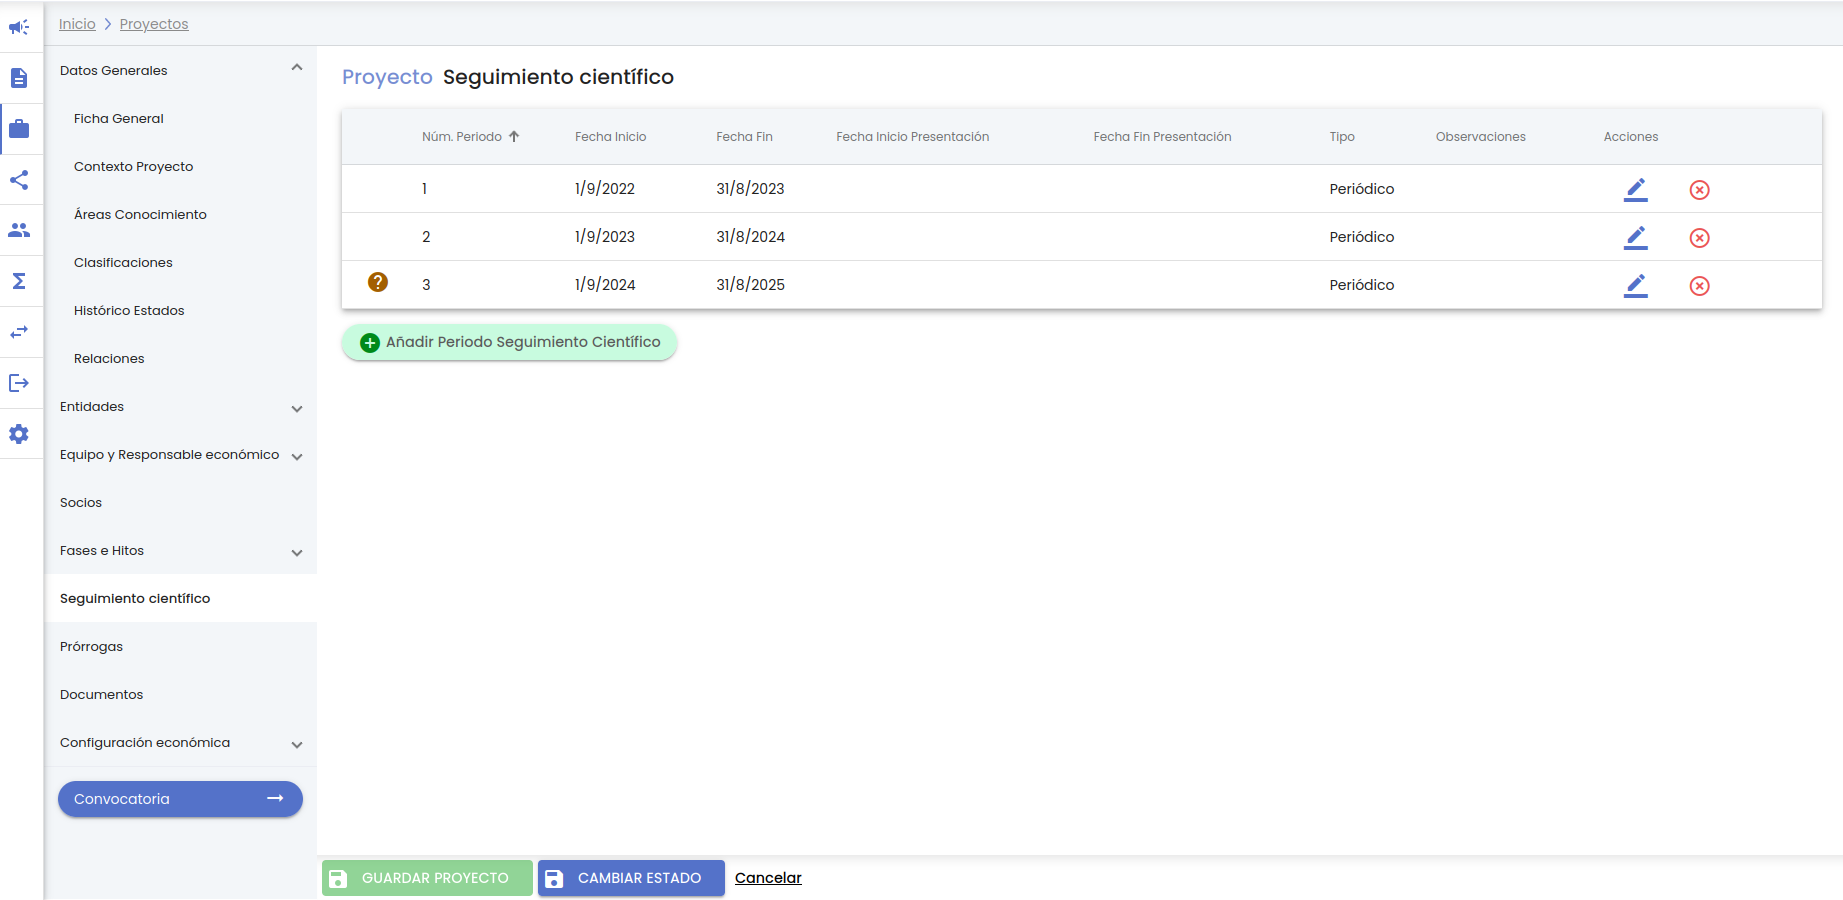 Inicio Proyectos
Datos Generales
Ficha General
Contexto Proyecto
Áreas Conocimiento
Clasificaciones
Histórico Estados
Relaciones
Entidades
Equipo y Responsable económico
Socios
Fases e Hitos
Seguimiento científico
Prórrogas
Documentos
Configuración económica
Convocatoria
Proyecto Seguimiento científico
Núm. Periodo Fecha Inicio Fecha Fin Fecha Inicio Presentación Fecha Fin Presentación Tipo Observaciones Acciones
1 1/9/2022 31/8/2023 Periódico
2 1/9/2023 31/8/2024 Periódico
? 3 1/9/2024 31/8/2025 Periódico
Añadir Periodo Seguimiento Científico
GUARDAR PROYECTO CAMBIAR ESTADO Cancelar